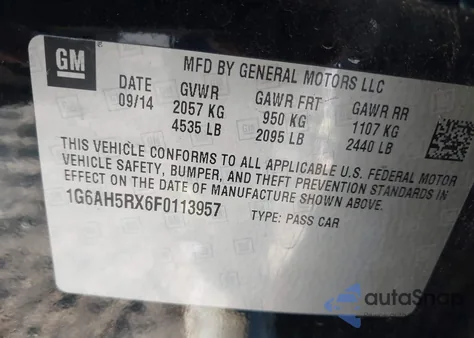 GM
MFD BY GENERAL MOTORS LLC
DATE GVWR GAWR FRT GAWR RR
09/14 2057 KG 950 KG 1107 KG
4535 LB 2095 LB 2440 LB
THIS VEHICLE CONFORMS TO ALL APPLICABLE U.S. FEDERAL MOTOR
VEHICLE SAFETY, BUMPER, AND THEFT PREVENTION STANDARDS IN
EFFECT ON THE DATE OF MANUFACTURE SHOWN ABOVE.
1G6AH5RX6F0113957 TYPE: PASS CAR
autoSnap